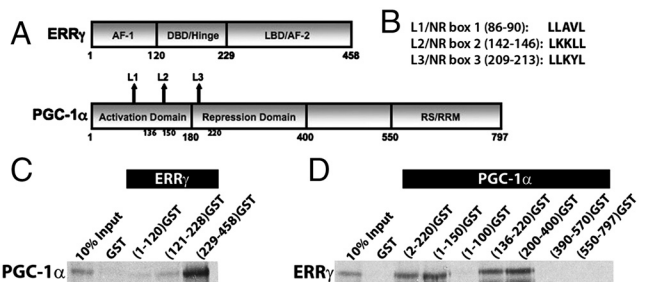 A
ERRγ
AF-1 DBD/Hinge LBD/AF-2
1 120 229 458
B
L1/NR box 1 (86-90): LLAVL
L2/NR box 2 (142-146): LKKLL
L3/NR box 3 (209-213): LLKYL
L1 L2 L3
PGC-1α
Activation Domain Repression Domain RS/RRM
136 150 220
1 180 400 550 797
C
ERRγ
10% Input
GST
(1-120)GST
(121-228)GST
(229-458)GST
PGC-1α
D
PGC-1α
10% Input
GST
(2-220)GST
(1-150)GST
(1-100)GST
(136-220)GST
(200-400)GST
(390-570)GST
(550-797)GST
ERRγ